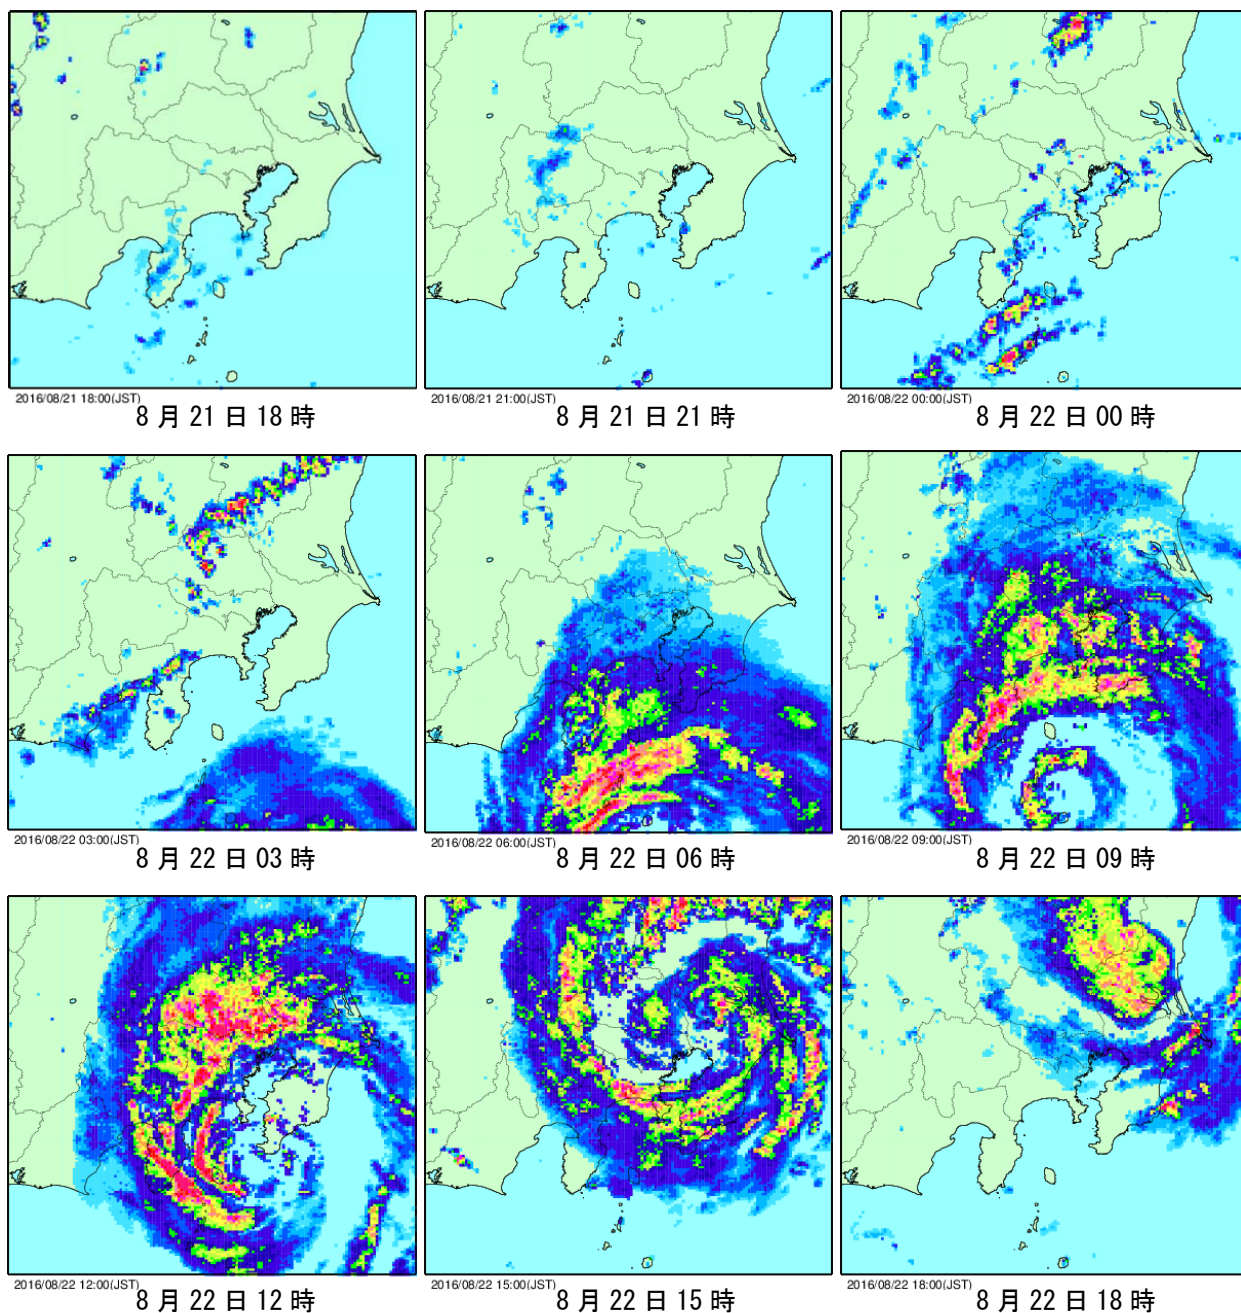 2016/08/21 18:00(JST)
8 月 21 日 18 時
2016/08/21 21:00(JST)
8 月 21 日 21 時
2016/08/22 00:00(JST)
8 月 22 日 00 時
2016/08/22 03:00(JST)
8 月 22 日 03 時
2016/08/22 06:00(JST)
8 月 22 日 06 時
2016/08/22 09:00(JST)
8 月 22 日 09 時
2016/08/22 12:00(JST)
8 月 22 日 12 時
2016/08/22 15:00(JST)
8 月 22 日 15 時
2016/08/22 18:00(JST)
8 月 22 日 18 時